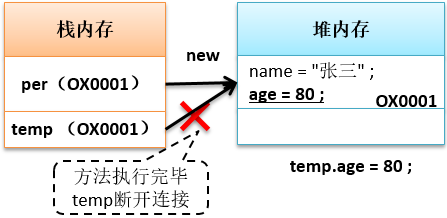 栈内存
堆内存
new
per（OX0001）
name = "张三" ;
age = 80 ;
OX0001
temp （OX0001）
方法执行完毕
temp断开连接
temp.age = 80 ;